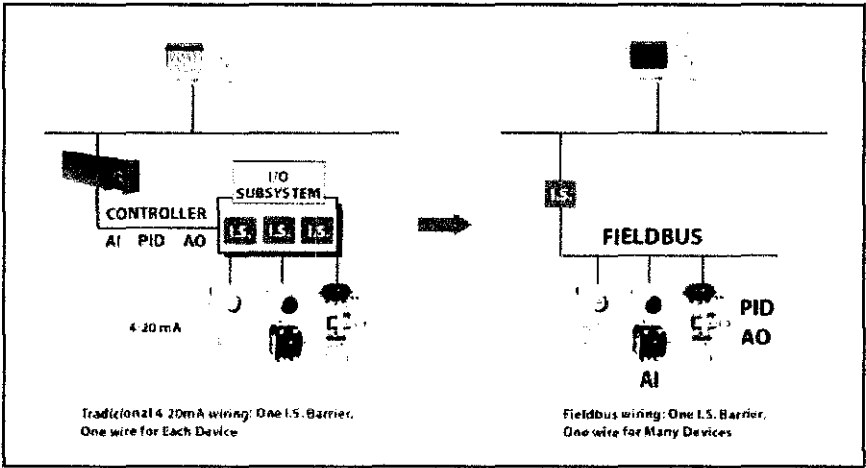 I/O
SUBSYSTEM
CONTROLLER
AI PID AO
I.S. I.S. I.S.
4-20 mA
Tradicional 4-20mA wiring: One I.S. Barrier,
One wire for Each Device
I.S.
FIELDBUS
PID
AO
AI
Fieldbus wiring: One I.S. Barrier,
One wire for Many Devices